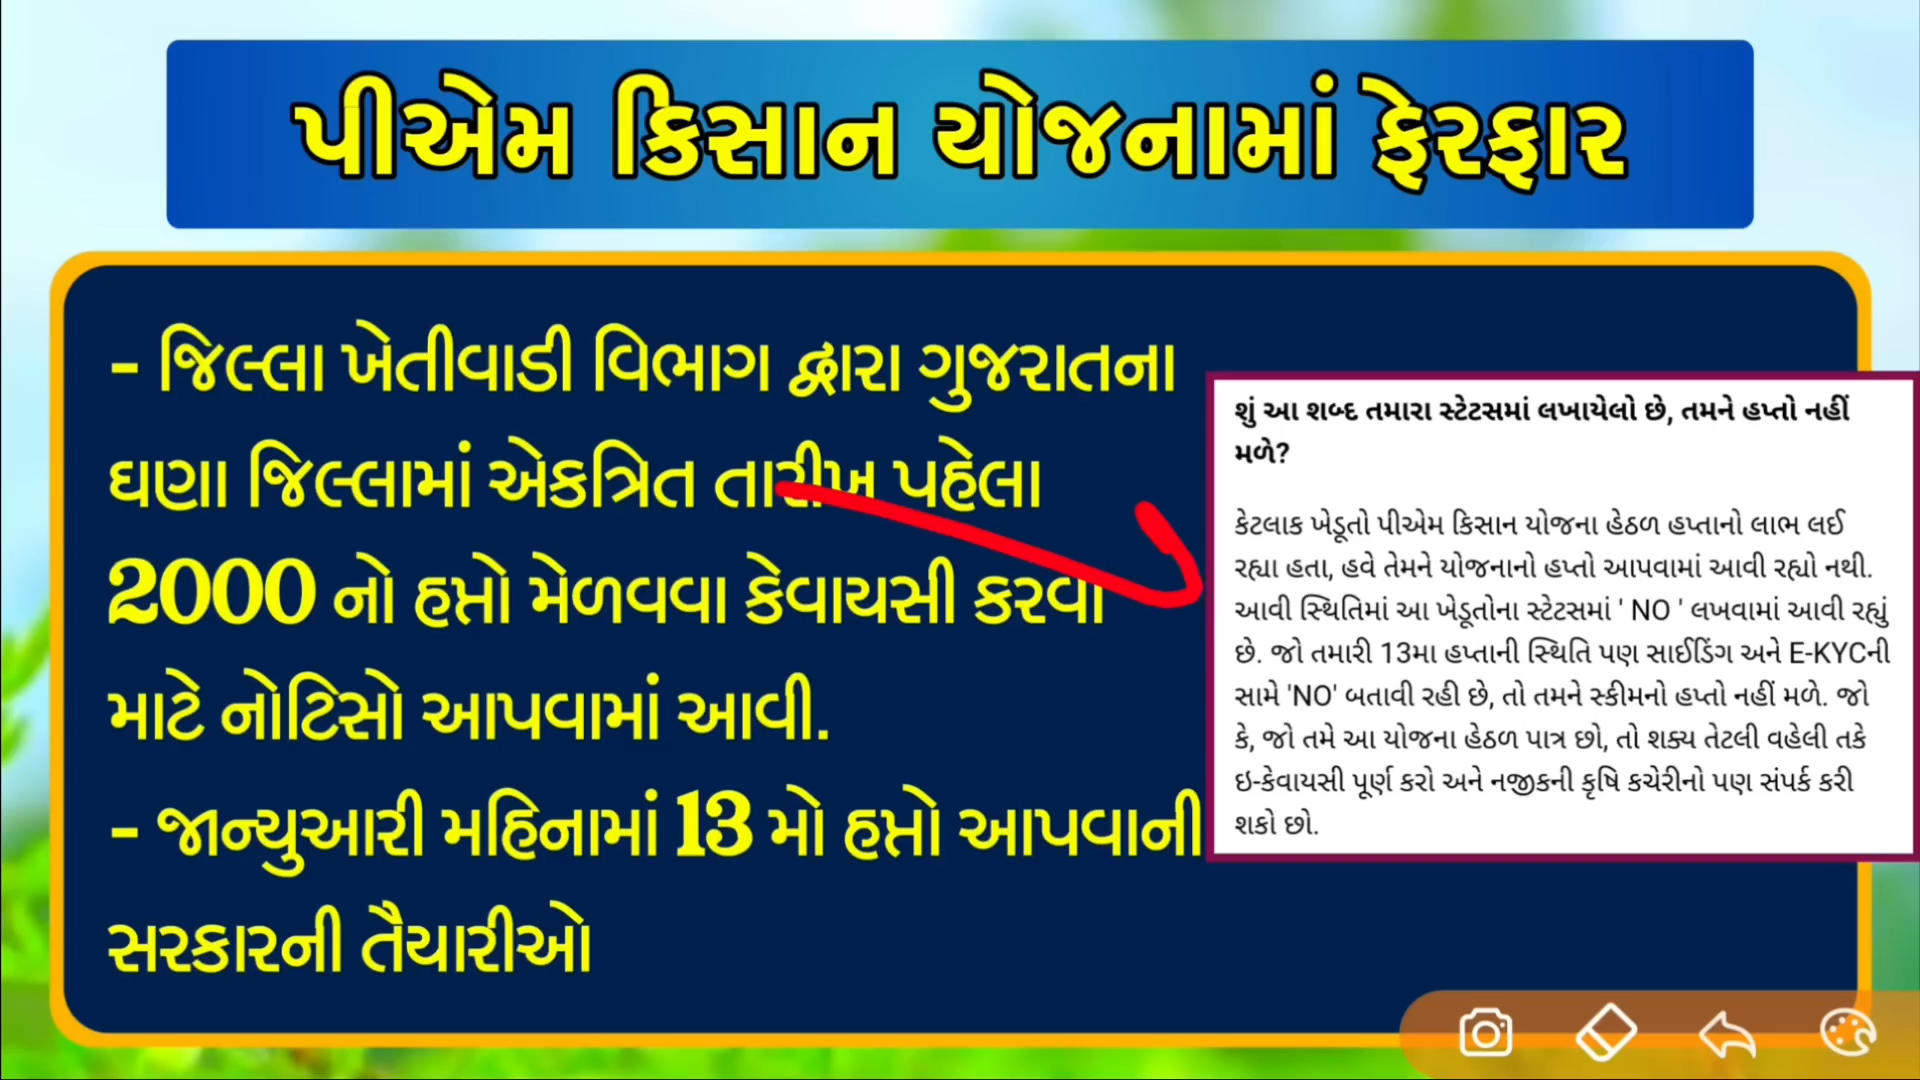 પીએમ કિસાન યોજનામાં ફેરફાર
- જિલ્લા ખેતીવાડી વિભાગ દ્વારા ગુજરાતના
ઘણા જિલ્લામાં એકત્રિત તારીખ પહેલા
2000 નો હપ્તો મેળવવા કેવાયસી કરવા
માટે નોટિસો આપવામાં આવી.
- જાન્યુઆરી મહિનામાં 13 મો હપ્તો આપવાની
સરકારની તૈયારીઓ
શું આ શબ્દ તમારા સ્ટેટસમાં લખાયેલો છે, તમને હપ્તો નહીં
મળે?
કેટલાક ખેડૂતો પીએમ કિસાન યોજના હેઠળ હપ્તાનો લાભ લઈ
રહ્યા હતા, હવે તેમને યોજનાનો હપ્તો આપવામાં આવી રહ્યો નથી.
આવી સ્થિતિમાં આ ખેડૂતોના સ્ટેટસમાં ' NO ' લખવામાં આવી રહ્યું
છે. જો તમારી 13મા હપ્તાની સ્થિતિ પણ સાઈડિંગ અને E-KYCની
સામે 'NO' બતાવી રહી છે, તો તમને સ્કીમનો હપ્તો નહીં મળે. જો
કે, જો તમે આ યોજના હેઠળ પાત્ર છો, તો શક્ય તેટલી વહેલી તકે
ઇ-કેવાયસી પૂર્ણ કરો અને નજીકની કૃષિ કચેરીનો પણ સંપર્ક કરી
શકો છો.